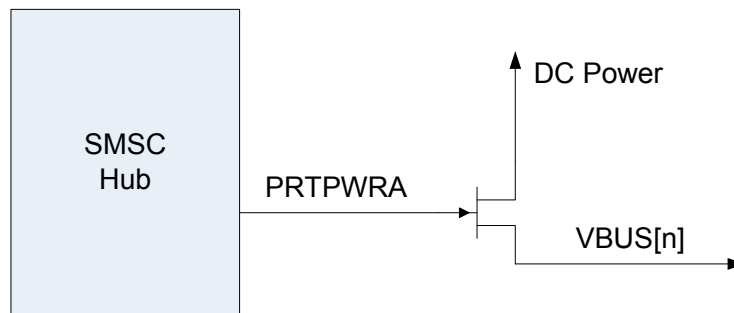 SMSC
Hub
PRTPWRA
DC Power
VBUS[n]